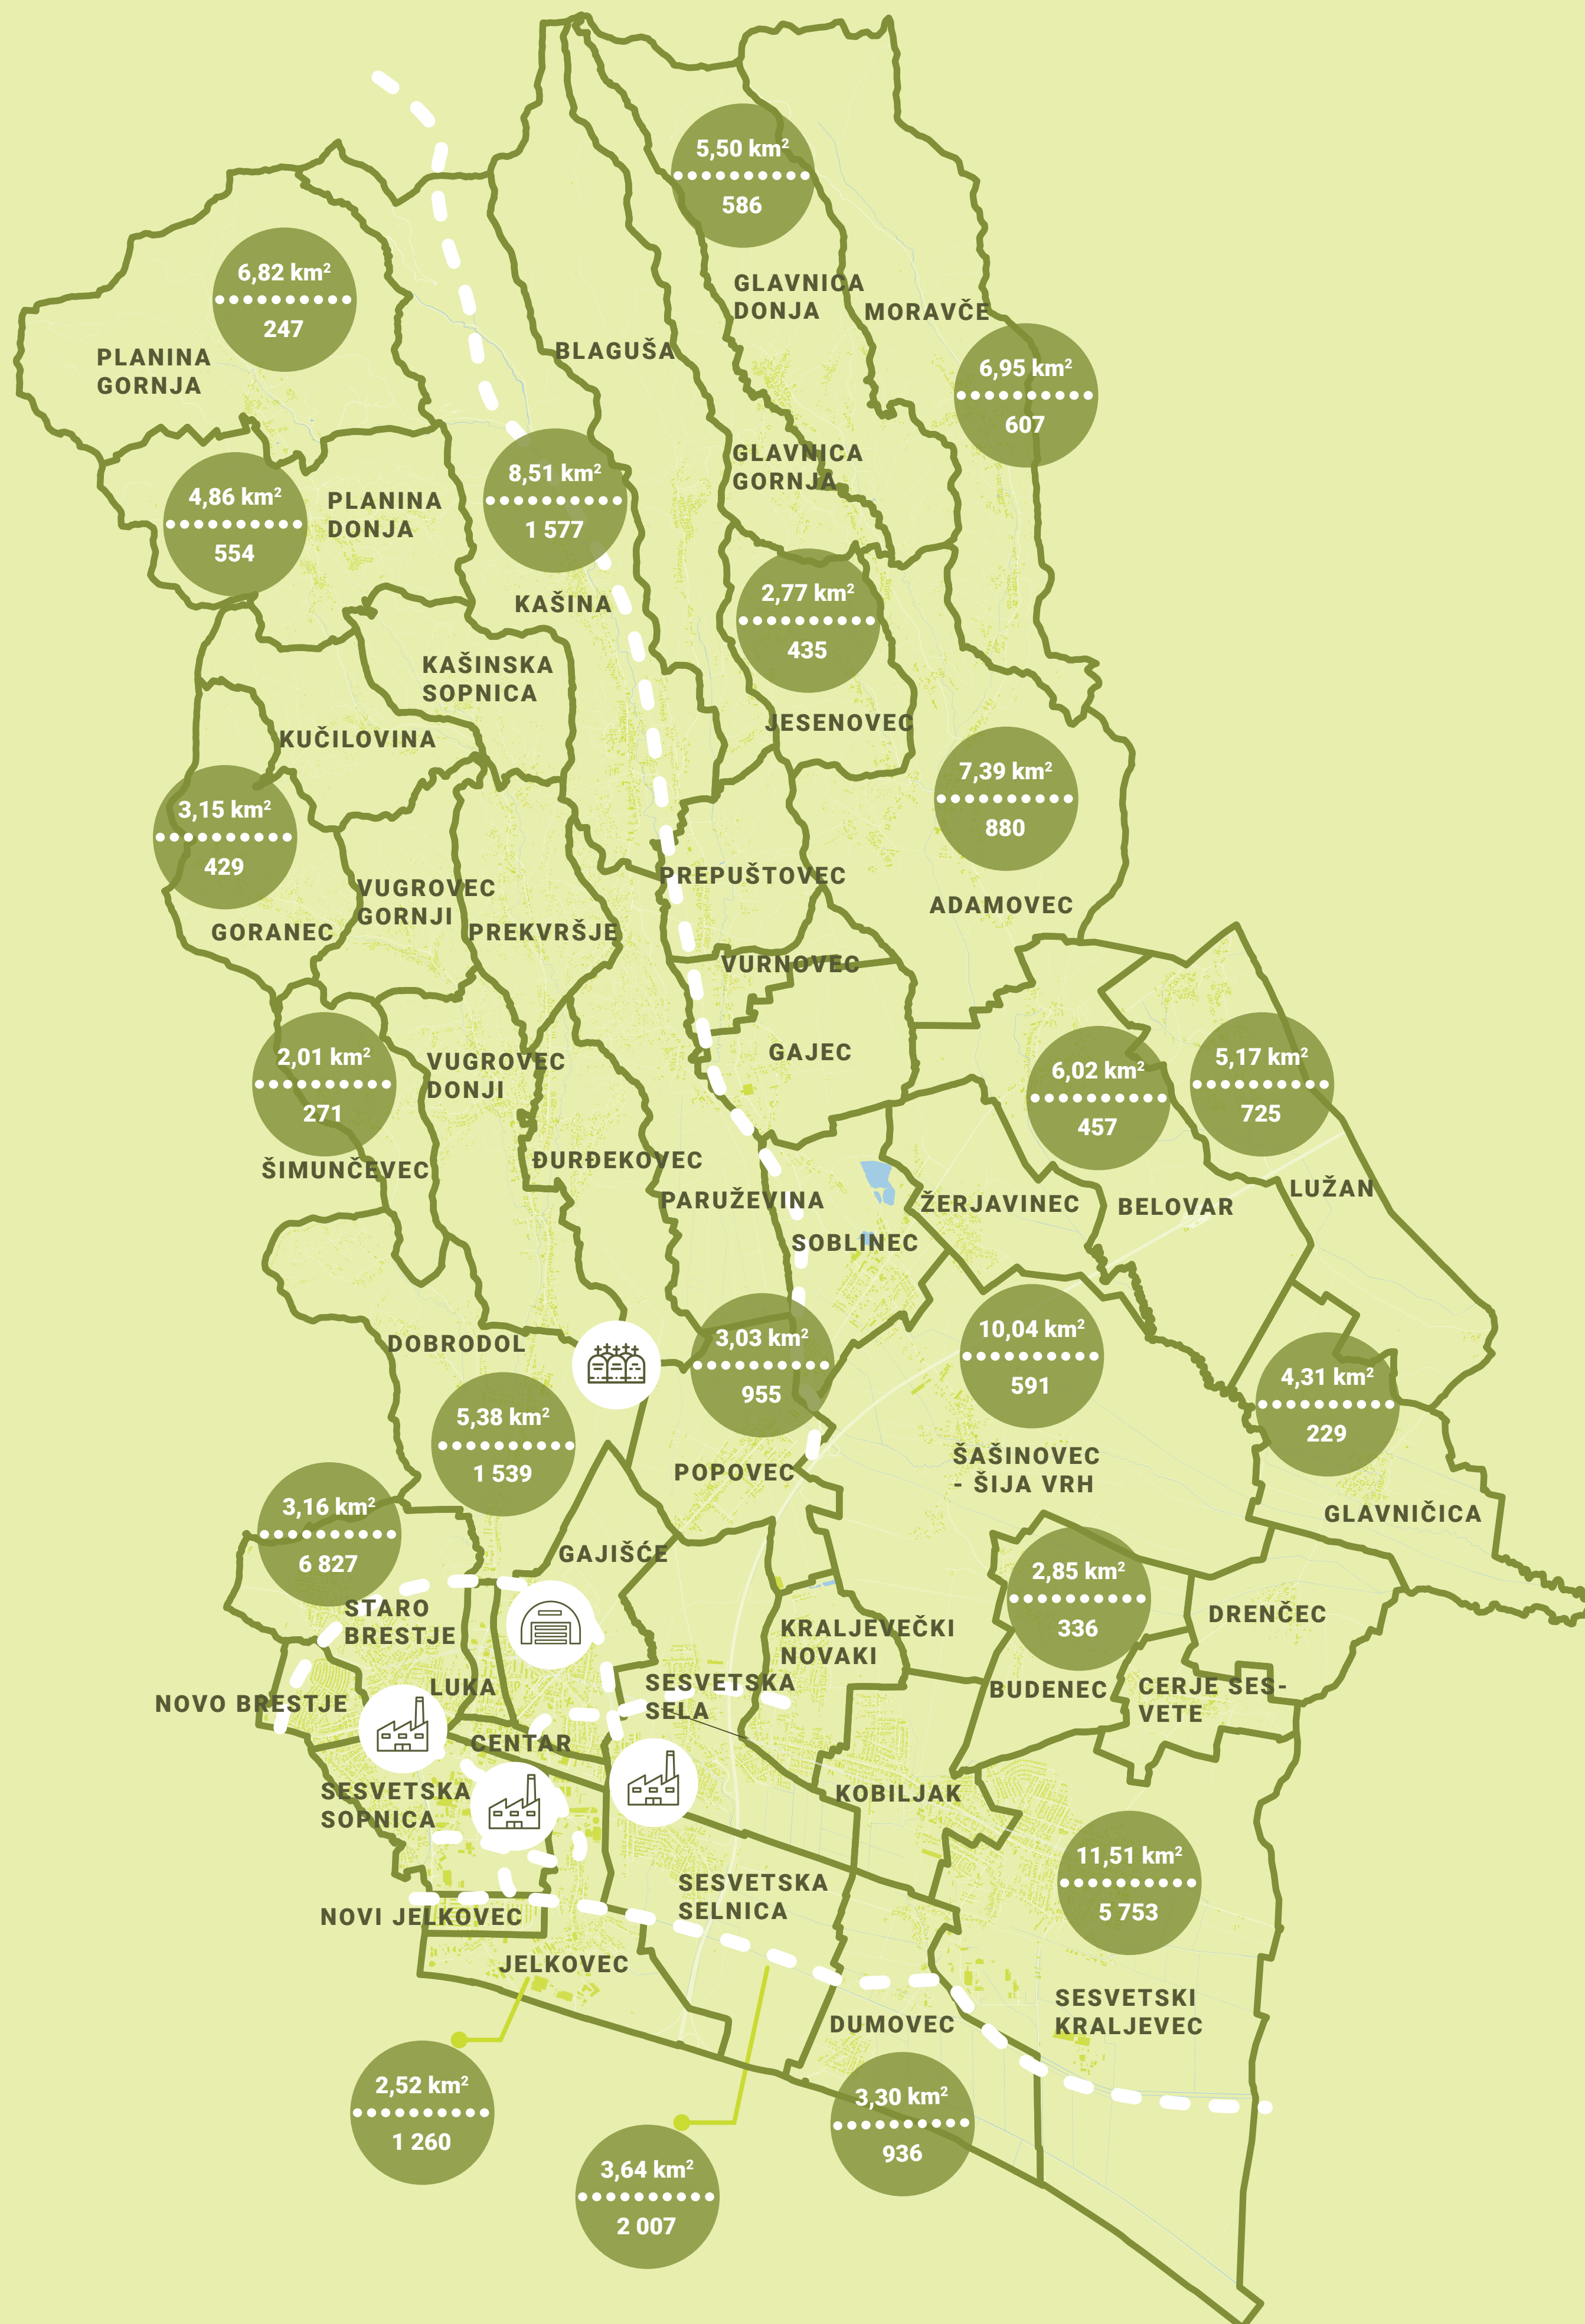 5,50 km²
586
6,82 km²
247
GLAVNICA
DONJA
MORAVČE
PLANINA
GORNJA
BLAGUŠA
6,95 km²
607
GLAVNICA
GORNJA
4,86 km²
554
PLANINA
DONJA
8,51 km²
1 577
KAŠINA
2,77 km²
435
KAŠINSKA
SOPNICA
JESENOVEC
KUČILOVINA
7,39 km²
880
3,15 km²
429
PREPUŠTOVEC
VUGROVEC
GORNJI
ADAMOVEC
GORANEC
PREKVRŠJE
VURNOVEC
GAJEC
2,01 km²
271
VUGROVEC
DONJI
6,02 km²
457
5,17 km²
725
ŠIMUNČEVEC
ĐURĐEKOVEC
PARUŽEVINA
ŽERJAVINEC
BELOVAR
LUŽAN
SOBLINEC
DOBRODOL
3,03 km²
955
10,04 km²
591
4,31 km²
229
5,38 km²
1 539
POPOVEC
ŠAŠINOVEC
- ŠIJA VRH
3,16 km²
6 827
GLAVNIČICA
GAJIŠĆE
2,85 km²
336
STARO
BRESTJE
KRALJEVEČKI
NOVAKI
DRENČEC
NOVO BRESTJE
LUKA
SESVETSKA
SELA
BUDENEC
CERJE SES-
VETE
CENTAR
SESVETSKA
SOPNICA
KOBILJAK
11,51 km²
5 753
SESVETSKA
SELNICA
NOVI JELKOVEC
JELKOVEC
SESVETSKI
KRALJEVEC
DUMOVEC
2,52 km²
1 260
3,30 km²
936
3,64 km²
2 007